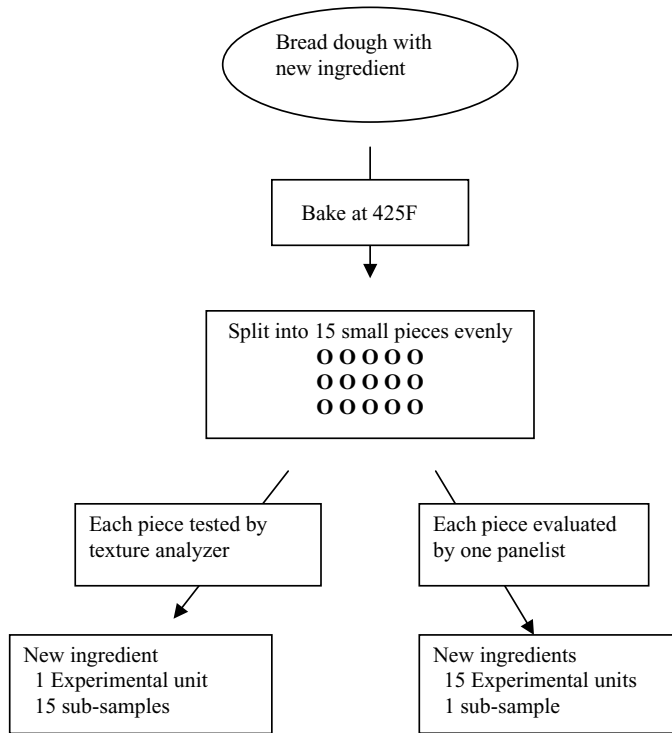 Bread dough with
new ingredient
Bake at 425F
Split into 15 small pieces evenly
O O O O O
O O O O O
O O O O O
Each piece tested by
texture analyzer
Each piece evaluated
by one panelist
New ingredient
1 Experimental unit
15 sub-samples
New ingredients
15 Experimental units
1 sub-sample